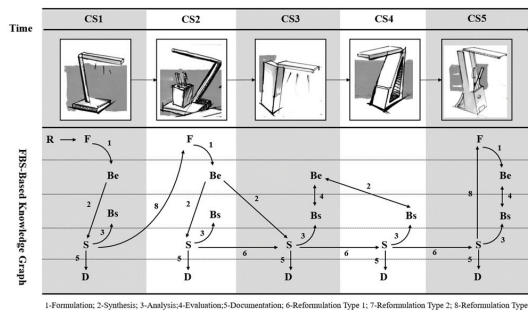 CS1 CS2 CS3 CS4 CS5
Time
R F 1 F 1 F 1
Be Be Be Be
2 8 2 2 4 2 8 4
Bs Bs Bs Bs Bs
3 3 3 3 3
S S 6 S 6 S 6 S
5 5 5 5 5
D D D D D
FBS-Based Knowledge Graph
1-Formulation; 2-Synthesis; 3-Analysis;4-Evaluation;5-Documentation; 6-Reformulation Type 1; 7-Reformulation Type 2; 8-Reformulation Type